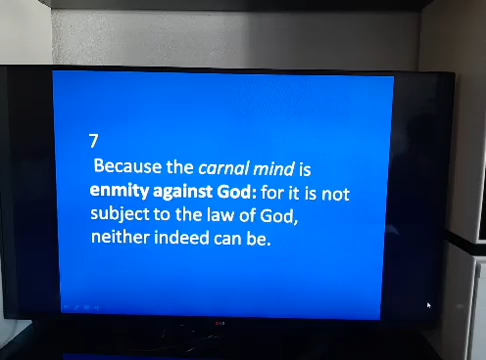 7
Because the carnal mind is
enmity against God: for it is not
subject to the law of God,
neither indeed can be.